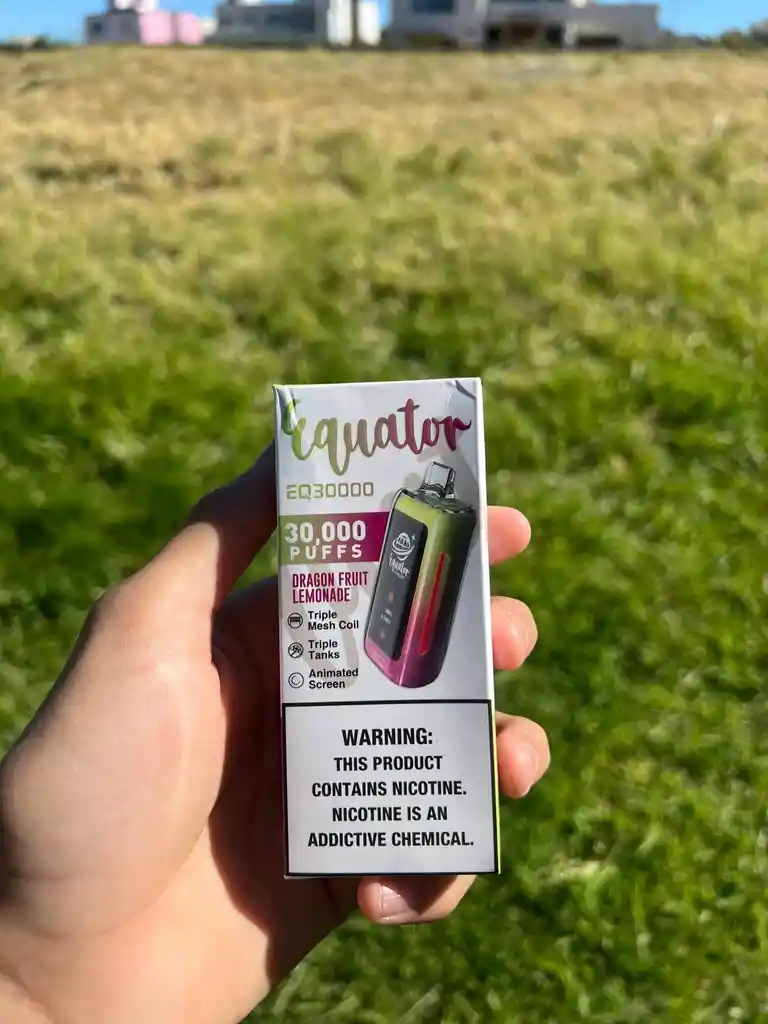 Equator
EQ30000
30,000
PUFFS
DRAGON FRUIT
LEMONADE
Triple
Mesh Coil
Triple
Tanks
Animated
Screen
Equator
WARNING:
THIS PRODUCT
CONTAINS NICOTINE.
NICOTINE IS AN
ADDICTIVE CHEMICAL.